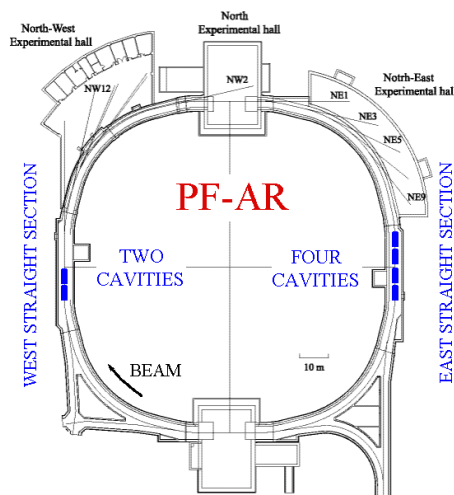 North-West
Experimental hall
North
Experimental hall
Notrh-East
Experimental hal
NW12
NW2
NE1
NE3
NE5
NE9
PF-AR
WEST STRAIGHT SECTION
TWO
CAVITIES
FOUR
CAVITIES
EAST STRAIGHT SECTION
10 m
BEAM